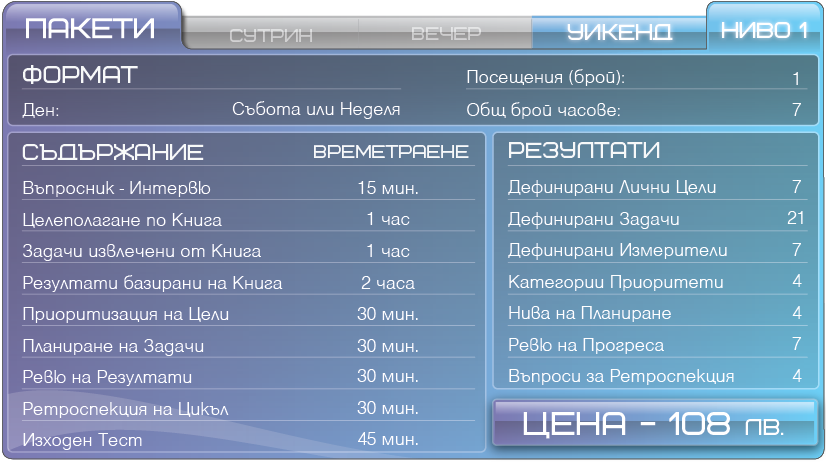 ПАКЕТИ СУТРИН ВЕЧЕР УИКЕНД НИВО 1
ФОРМАТ
Посещения (брой): 1
Ден: Събота или Неделя
Общ брой часове: 7
СЪДЪРЖАНИЕ ВРЕМЕТРАЕНЕ
Въпросник - Интервю 15 мин.
Целеполагане по Книга 1 час
Задачи извлечени от Книга 1 час
Резултати базирани на Книга 2 часа
Приоритизация на Цели 30 мин.
Планиране на Задачи 30 мин.
Ревю на Резултати 30 мин.
Ретроспекция на Цикъл 30 мин.
Изходен Тест 45 мин.
РЕЗУЛТАТИ
Дефинирани Лични Цели 7
Дефинирани Задачи 21
Дефинирани Измерители 7
Категории Приоритети 4
Нива на Планиране 4
Ревю на Прогреса 7
Въпроси за Ретроспекция 4
ЦЕНА - 108 ЛВ.